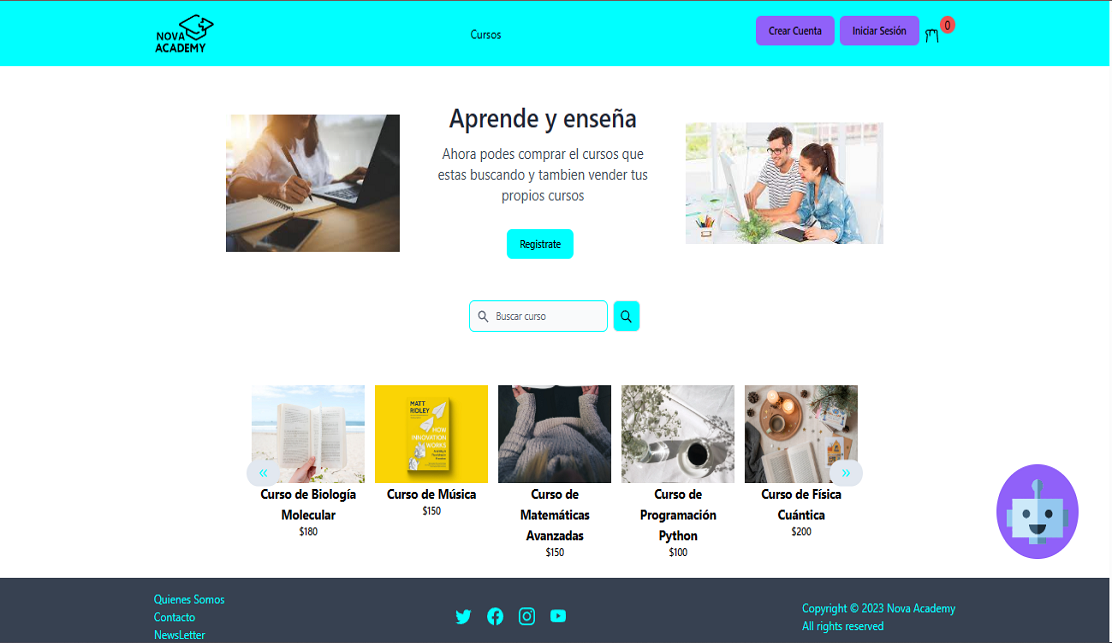 NOVA
ACADEMY
Cursos
Crear Cuenta
Iniciar Sesión
0
Aprende y enseña
Ahora podes comprar el cursos que
estas buscando y tambien vender tus
propios cursos
Registrate
Buscar curso
MATT
RIDLEY
HOW
INNOVATION
WORKS
«
»
Curso de Biología
Molecular
$180
Curso de Música
$150
Curso de
Matemáticas
Avanzadas
$150
Curso de
Programación
Python
$100
Curso de Física
Cuántica
$200
Quienes Somos
Contacto
NewsLetter
Copyright © 2023 Nova Academy
All rights reserved